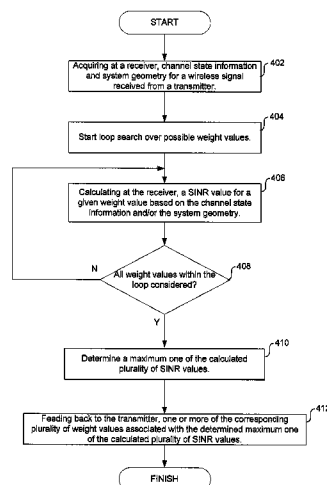 START
Acquiring at a receiver, channel state information
and system geometry for a wireless signal
received from a transmitter.
402
Start loop search over possible weight values.
404
Calculating at the receiver, a SINR value for a
given weight value based on the channel state
information and/or the system geometry.
406
All weight values within the
loop considered?
408
N
Y
Determine a maximum one of the calculated
plurality of SINR values.
410
Feeding back to the transmitter, one or more of the corresponding
plurality of weight values associated with the determined maximum one
of the calculated plurality of SINR values.
412
FINISH